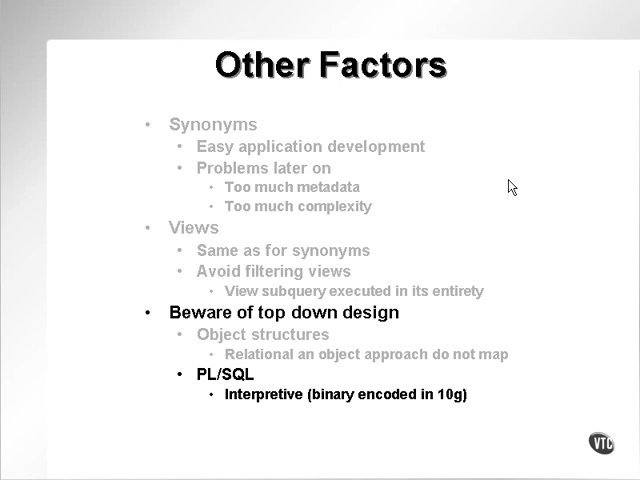 Other Factors
• Synonyms
• Easy application development
• Problems later on
• Too much metadata
• Too much complexity
• Views
• Same as for synonyms
• Avoid filtering views
• View subquery executed in its entirety
• Beware of top down design
• Object structures
• Relational an object approach do not map
• PL/SQL
• Interpretive (binary encoded in 10g)
VTC